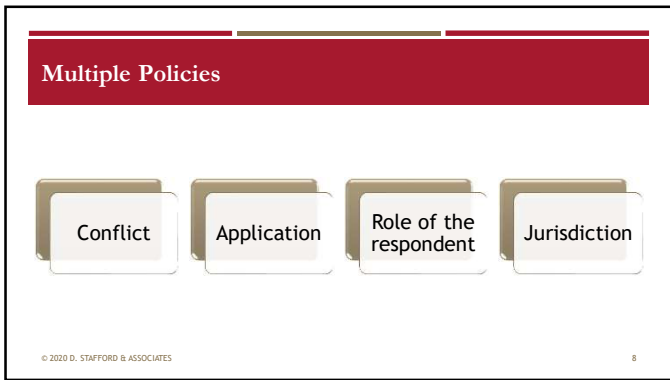 Multiple Policies
Conflict
Application
Role of the
respondent
Jurisdiction
© 2020 D. STAFFORD & ASSOCIATES
8